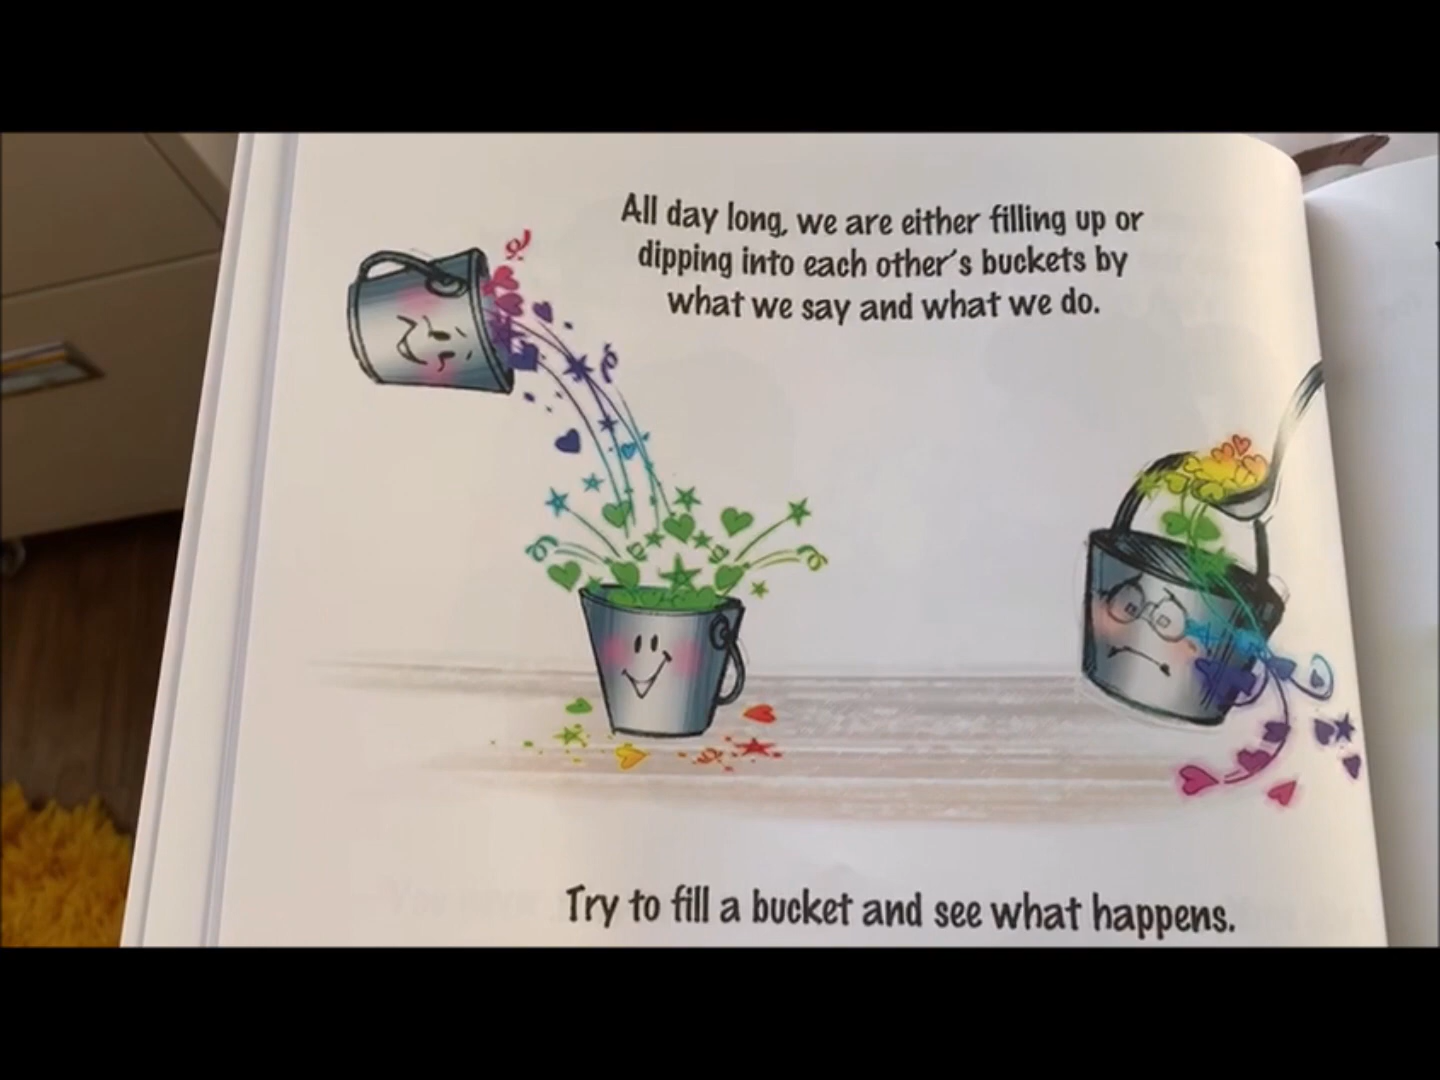 All day long, we are either filling up or
dipping into each other's buckets by
what we say and what we do.
Try to fill a bucket and see what happens.